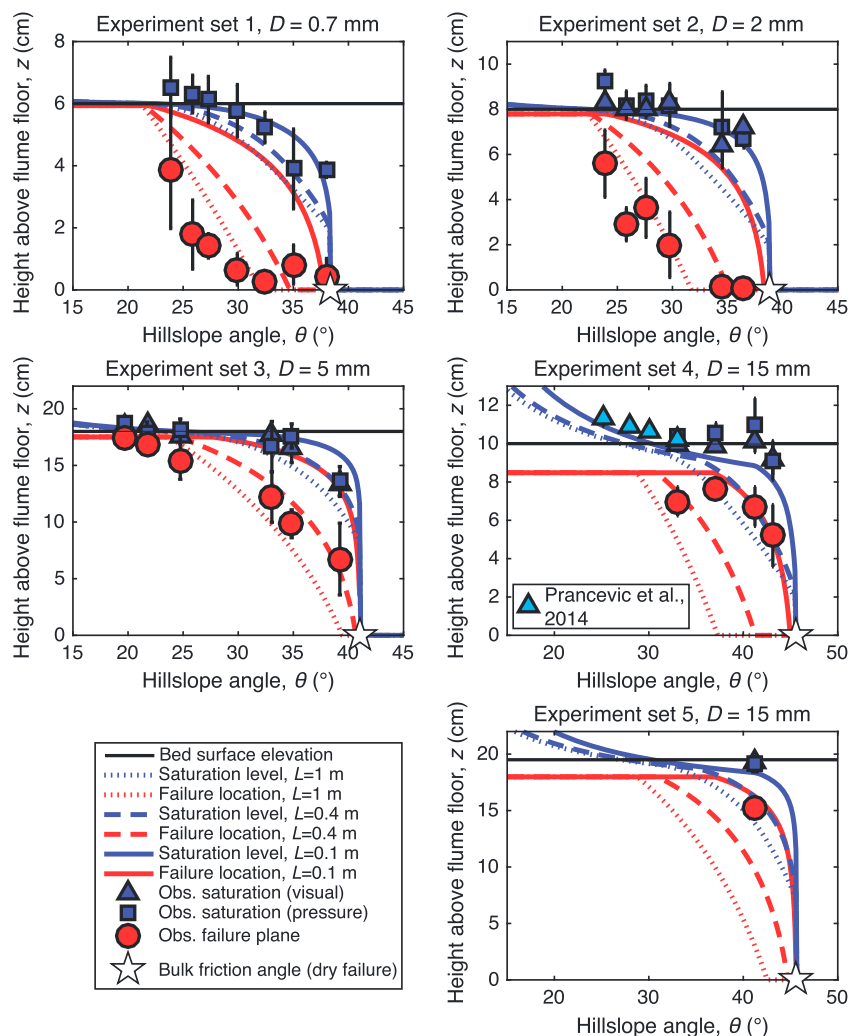 Experiment set 1, D = 0.7 mm
Height above flume floor, z (cm)
8
6
4
2
0
15 20 25 30 35 40 45
Hillslope angle, θ (°)
Experiment set 2, D = 2 mm
Height above flume floor, z (cm)
10
8
6
4
2
0
15 20 25 30 35 40 45
Hillslope angle, θ (°)
Experiment set 3, D = 5 mm
Height above flume floor, z (cm)
20
15
10
5
0
15 20 25 30 35 40 45
Hillslope angle, θ (°)
Experiment set 4, D = 15 mm
Height above flume floor, z (cm)
12
10
8
6
4
2
0
Prancevic et al.,
2014
20 30 40 50
Hillslope angle, θ (°)
Experiment set 5, D = 15 mm
Height above flume floor, z (cm)
20
15
10
5
0
20 30 40 50
Hillslope angle, θ (°)
Bed surface elevation
Saturation level, L=1 m
Failure location, L=1 m
Saturation level, L=0.4 m
Failure location, L=0.4 m
Saturation level, L=0.1 m
Failure location, L=0.1 m
Obs. saturation (visual)
Obs. saturation (pressure)
Obs. failure plane
Bulk friction angle (dry failure)